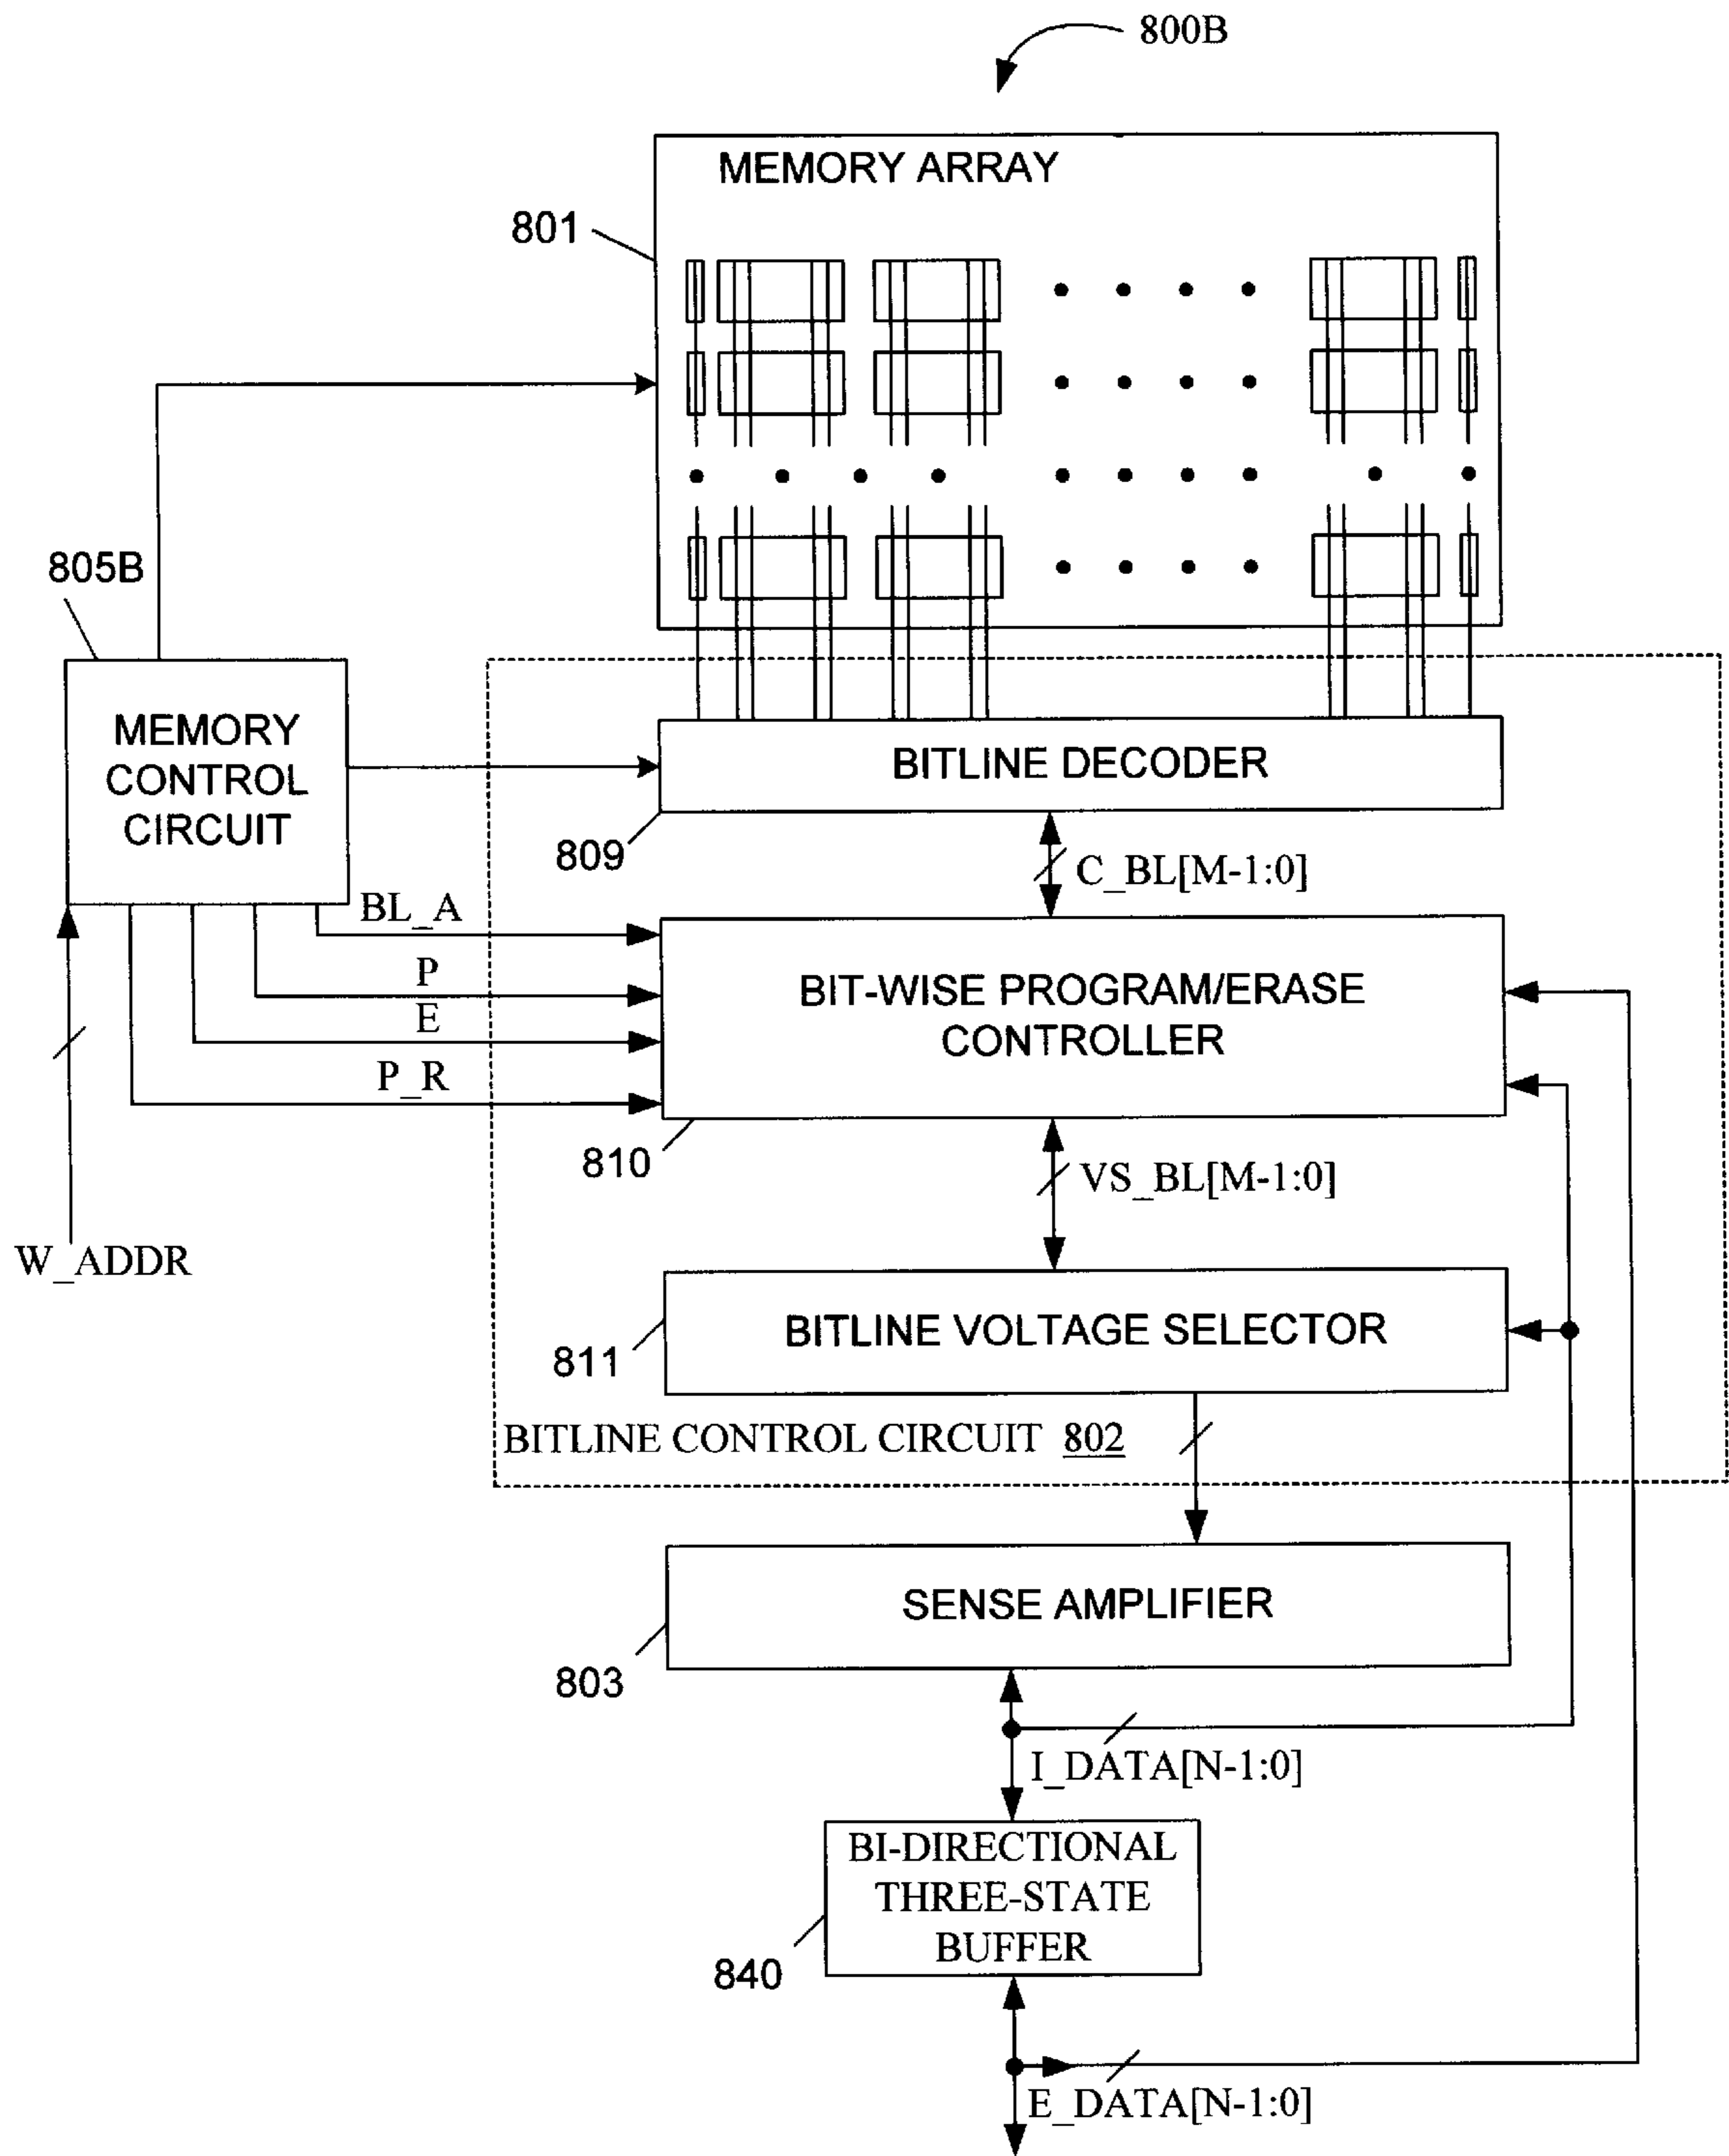 800B
MEMORY ARRAY
801
805B
MEMORY
CONTROL
CIRCUIT
BITLINE DECODER
809
C_BL[M-1:0]
BL_A
P
E
P_R
BIT-WISE PROGRAM/ERASE
CONTROLLER
810
VS_BL[M-1:0]
W_ADDR
BITLINE VOLTAGE SELECTOR
811
BITLINE CONTROL CIRCUIT 802
SENSE AMPLIFIER
803
I_DATA[N-1:0]
BI-DIRECTIONAL
THREE-STATE
BUFFER
840
E_DATA[N-1:0]